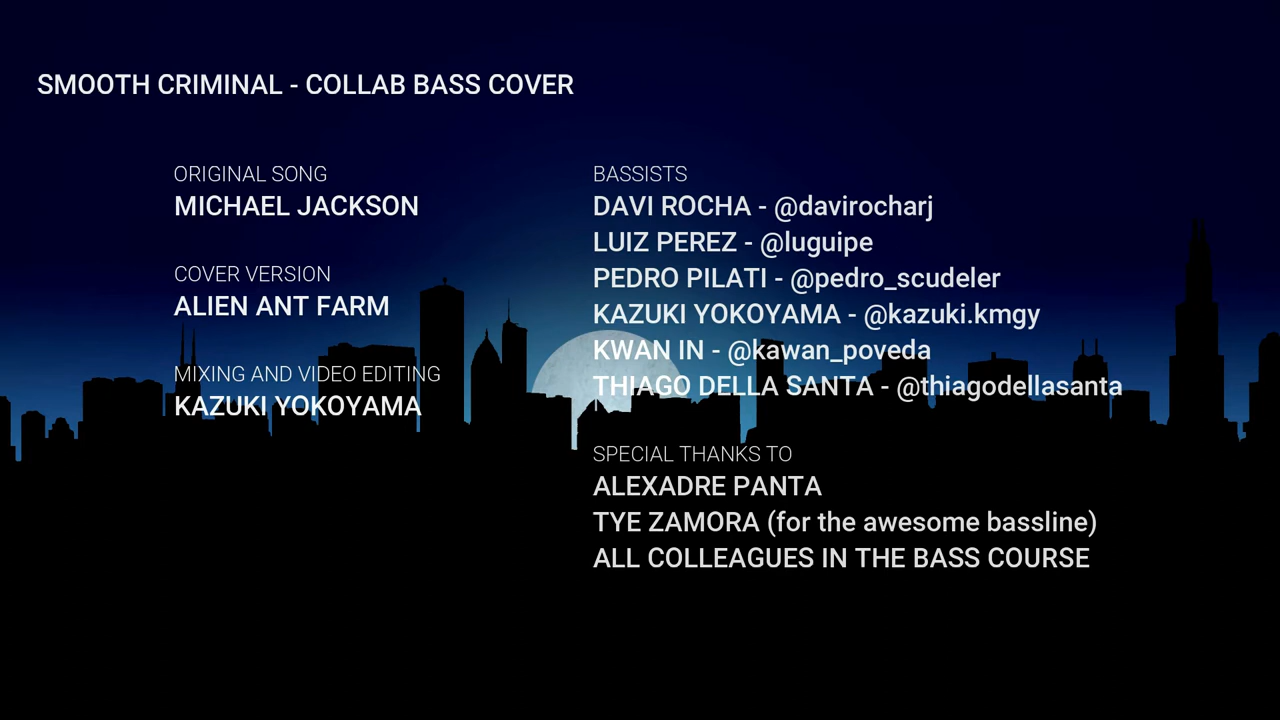 SMOOTH CRIMINAL - COLLAB BASS COVER
ORIGINAL SONG
MICHAEL JACKSON
COVER VERSION
ALIEN ANT FARM
MIXING AND VIDEO EDITING
KAZUKI YOKOYAMA
BASSISTS
DAVI ROCHA - @davirocharj
LUIZ PEREZ - @luguipe
PEDRO PILATI - @pedro_scudeler
KAZUKI YOKOYAMA - @kazuki.kmgy
KWAN IN - @kawan_poveda
THIAGO DELLA SANTA - @thiagodellasanta
SPECIAL THANKS TO
ALEXADRE PANTA
TYE ZAMORA (for the awesome bassline)
ALL COLLEAGUES IN THE BASS COURSE